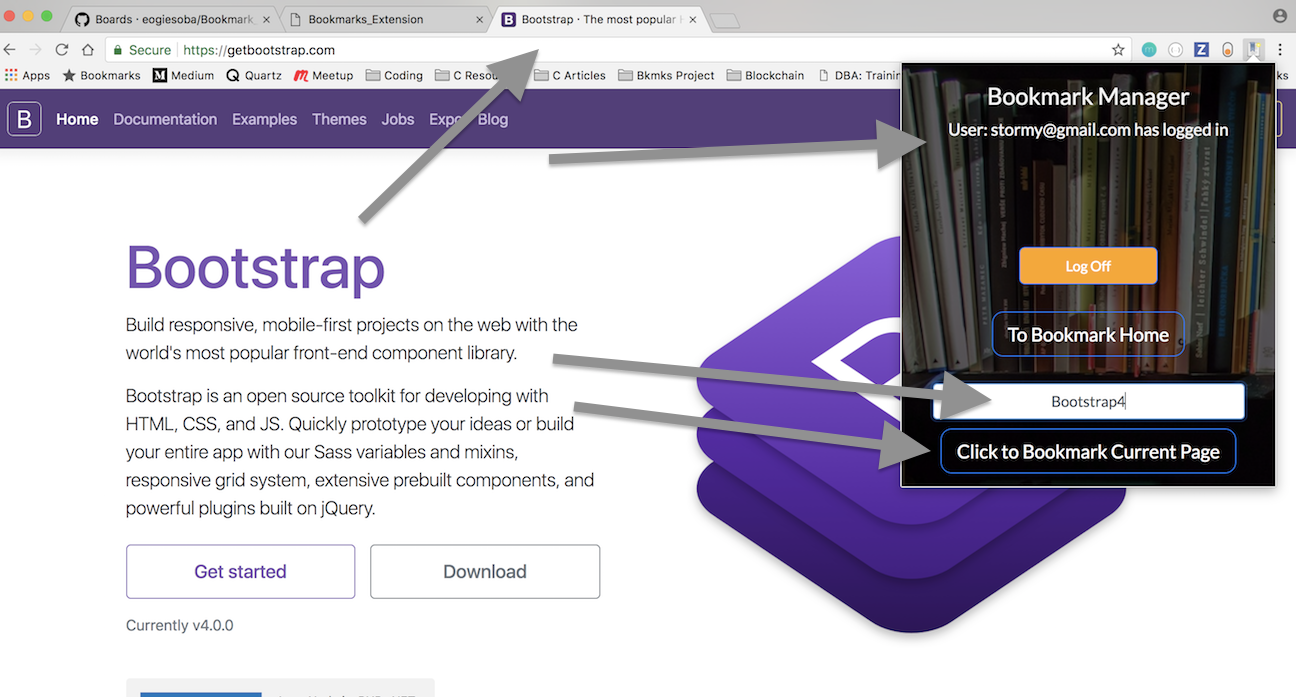 Boards · eogiesoba/Bookmark_
Bookmarks_Extension
Bootstrap · The most popular
Secure
https://getbootstrap.com
Apps
Bookmarks
Medium
Quartz
Meetup
Coding
C Resou
C Articles
Bkmks Project
Blockchain
DBA: Trainin
ks
B
Home
Documentation
Examples
Themes
Jobs
Expo
Blog
Bookmark Manager
User: stormy@gmail.com has logged in
Log Off
To Bookmark Home
Bootstrap4
Click to Bookmark Current Page
Bootstrap
Build responsive, mobile-first projects on the web with the
world's most popular front-end component library.
Bootstrap is an open source toolkit for developing with
HTML, CSS, and JS. Quickly prototype your ideas or build
your entire app with our Sass variables and mixins,
responsive grid system, extensive prebuilt components, and
powerful plugins built on jQuery.
Get started
Download
Currently v4.0.0